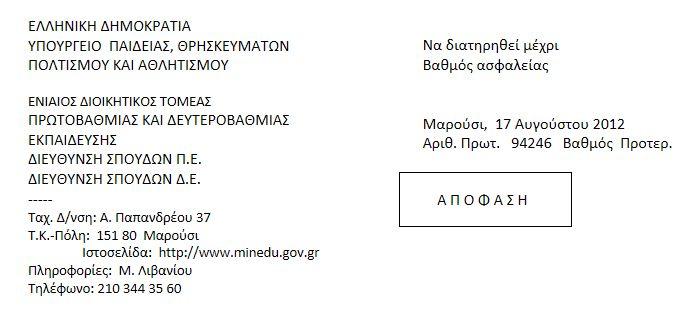 ΕΛΛΗΝΙΚΗ ΔΗΜΟΚΡΑΤΙΑ
ΥΠΟΥΡΓΕΙΟ ΠΑΙΔΕΙΑΣ, ΘΡΗΣΚΕΥΜΑΤΩΝ
ΠΟΛΤΙΣΜΟΥ ΚΑΙ ΑΘΛΗΤΙΣΜΟΥ
ΕΝΙΑΙΟΣ ΔΙΟΙΚΗΤΙΚΟΣ ΤΟΜΕΑΣ
ΠΡΩΤΟΒΑΘΜΙΑΣ ΚΑΙ ΔΕΥΤΕΡΟΒΑΘΜΙΑΣ
ΕΚΠΑΙΔΕΥΣΗΣ
ΔΙΕΥΘΥΝΣΗ ΣΠΟΥΔΩΝ Π.Ε.
ΔΙΕΥΘΥΝΣΗ ΣΠΟΥΔΩΝ Δ.Ε.
-----
Ταχ. Δ/νση: Α. Παπανδρέου 37
Τ.Κ.-Πόλη: 151 80 Μαρούσι
Ιστοσελίδα: http://www.minedu.gov.gr
Πληροφορίες: Μ. Λιβανίου
Τηλέφωνο: 210 344 35 60
Να διατηρηθεί μέχρι
Βαθμός ασφαλείας
Μαρούσι, 17 Αυγούστου 2012
Αριθ. Πρωτ. 94246 Βαθμός Προτερ.
Α Π Ο Φ Α Σ Η